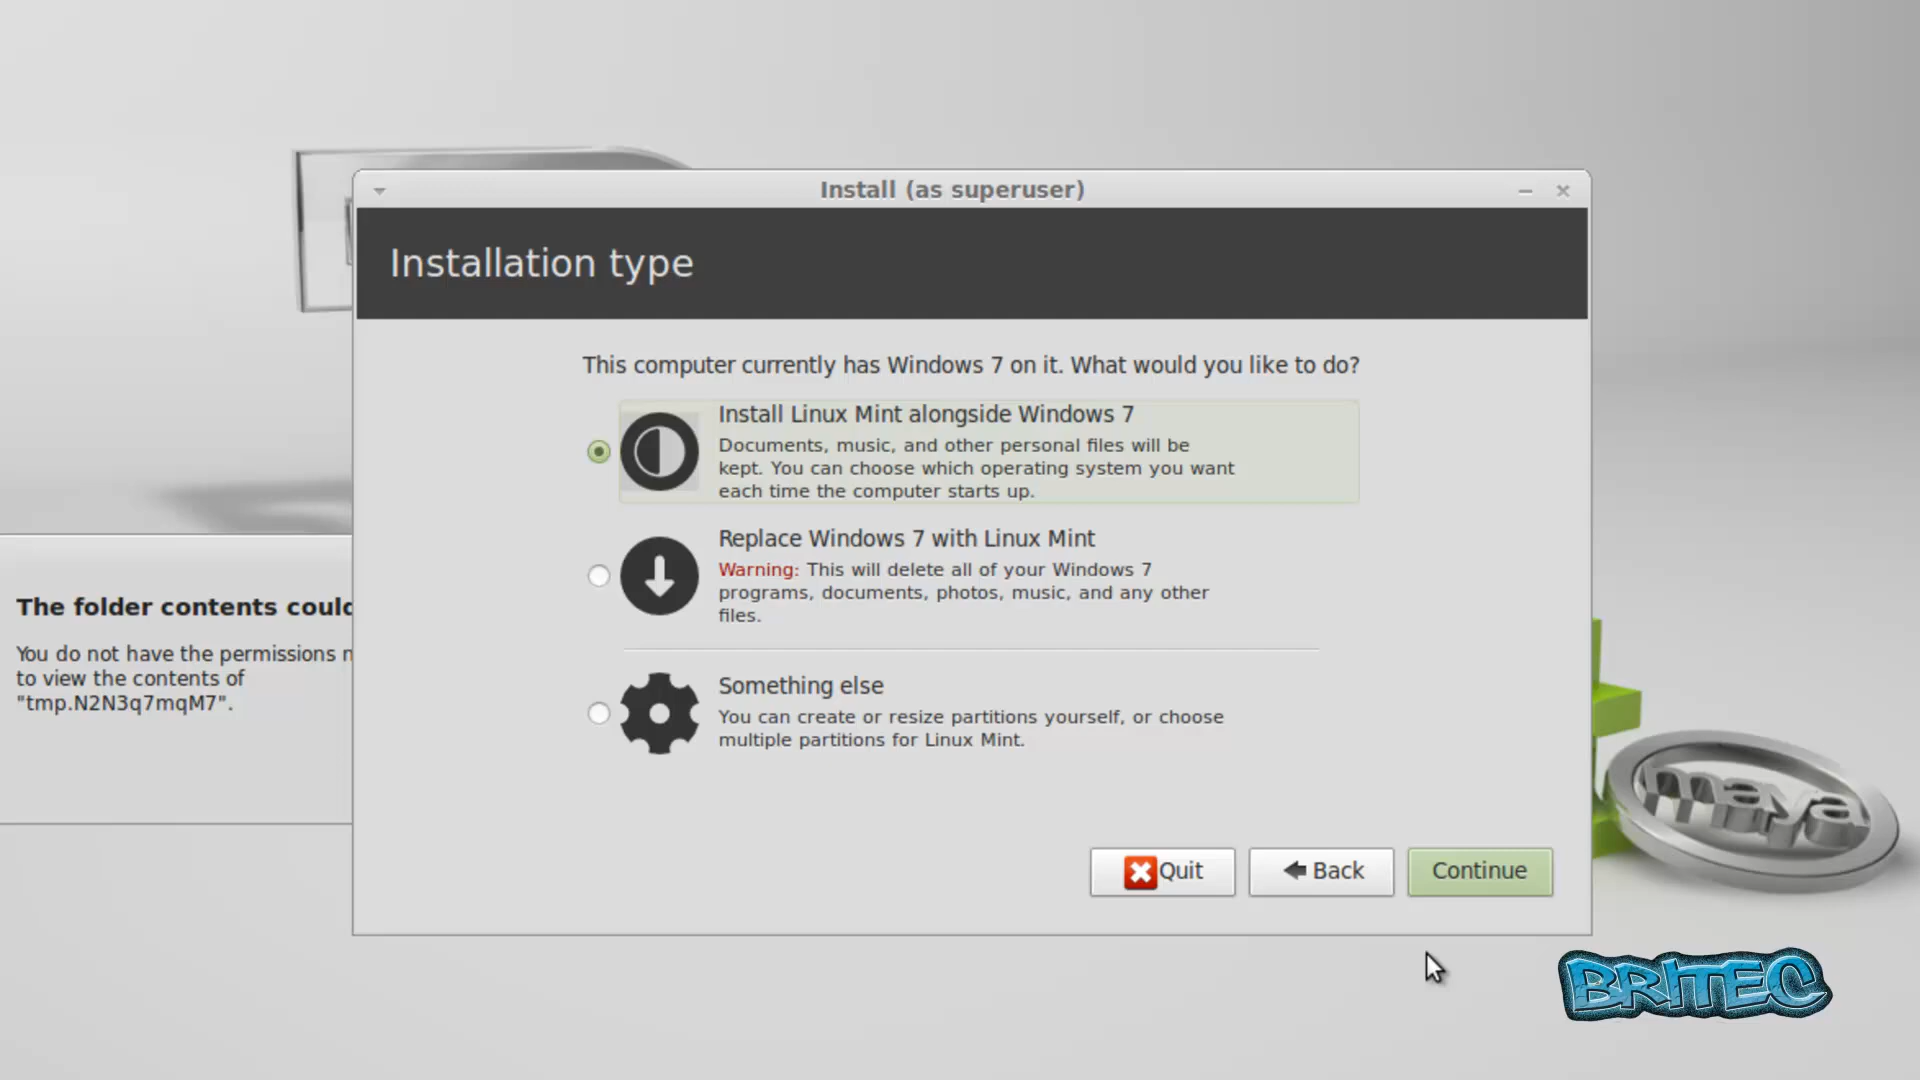 Install (as superuser)
Installation type
This computer currently has Windows 7 on it. What would you like to do?
Install Linux Mint alongside Windows 7
Documents, music, and other personal files will be
kept. You can choose which operating system you want
each time the computer starts up.
Replace Windows 7 with Linux Mint
Warning: This will delete all of your Windows 7
programs, documents, photos, music, and any other
files.
Something else
You can create or resize partitions yourself, or choose
multiple partitions for Linux Mint.
Quit
Back
Continue
The folder contents could
You do not have the permissions n
to view the contents of
"tmp.N2N3q7mqM7".
maya
BRITEC